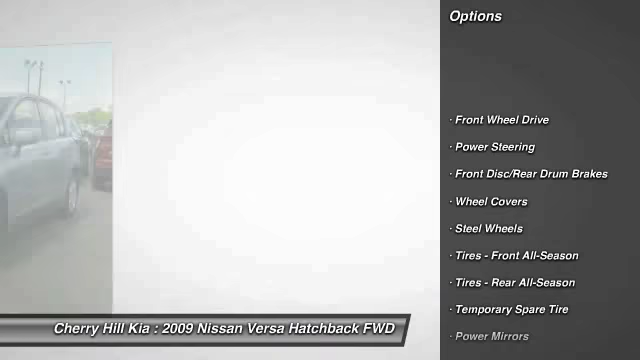 Options
· Front Wheel Drive
· Power Steering
· Front Disc/Rear Drum Brakes
· Wheel Covers
· Steel Wheels
· Tires - Front All-Season
· Tires - Rear All-Season
· Temporary Spare Tire
· Power Mirrors
Cherry Hill Kia : 2009 Nissan Versa Hatchback FWD